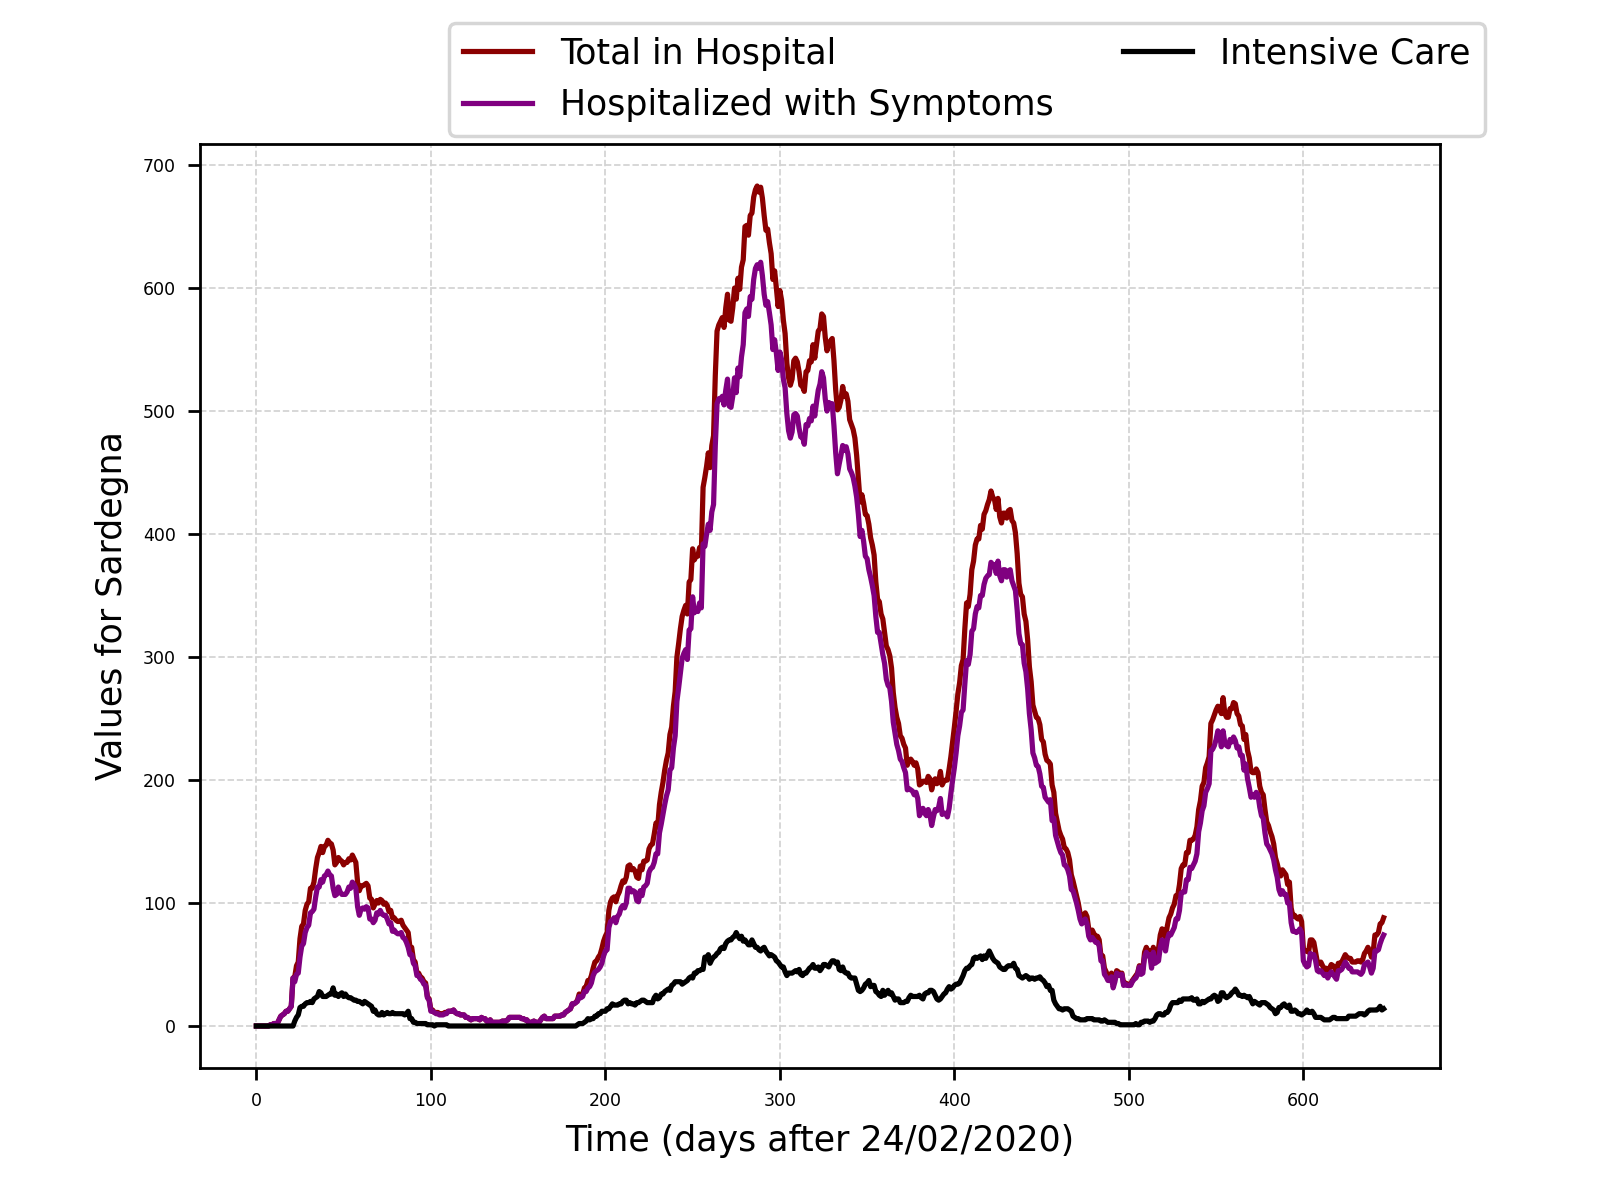 Total in Hospital
Hospitalized with Symptoms
Intensive Care
700
600
500
400
300
200
100
0
Values for Sardegna
0 100 200 300 400 500 600
Time (days after 24/02/2020)